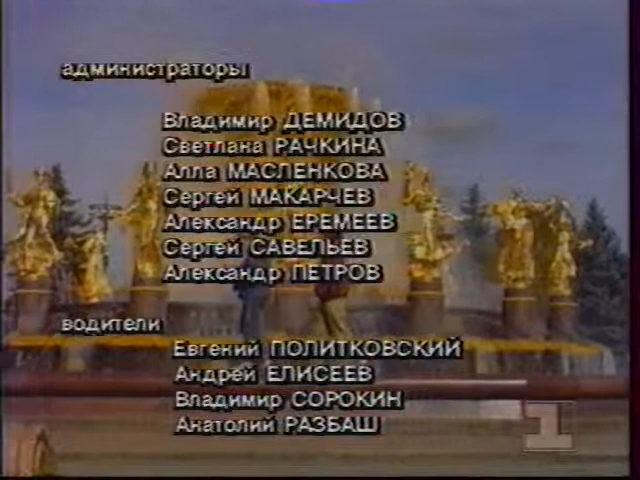 администраторы
Владимир ДЕМИДОВ
Светлана РАЧКИНА
Алла МАСЛЕНКОВА
Сергей МАКАРЧЕВ
Александр ЕРЕМЕЕВ
Сергей САВЕЛЬЕВ
Александр ПЕТРОВ
водители
Евгений ПОЛИТКОВСКИЙ
Андрей ЕЛИСЕЕВ
Владимир СОРОКИН
Анатолий РАЗБАШ
1